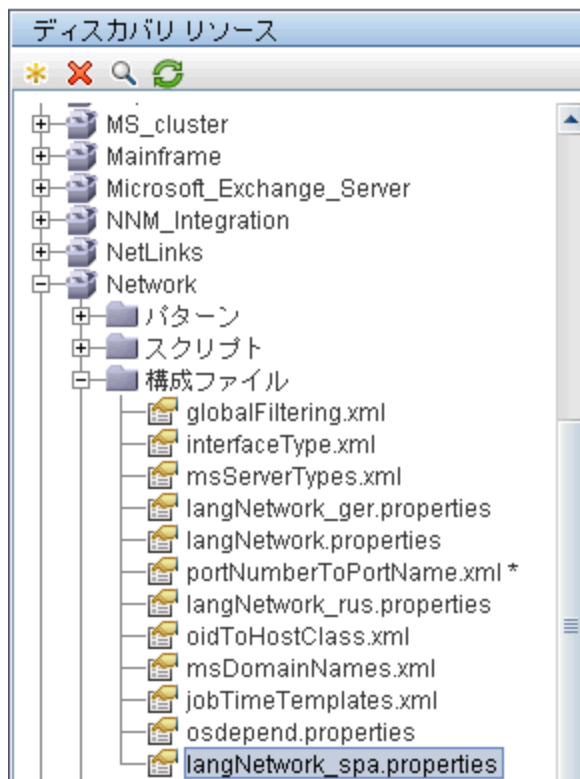 ディスカバリ リソース
MS_cluster
Mainframe
Microsoft_Exchange_Server
NNM_Integration
NetLinks
Network
パターン
スクリプト
構成ファイル
globalFiltering.xml
interfaceType.xml
msServerTypes.xml
langNetwork_ger.properties
langNetwork.properties
portNumberToPortName.xml *
langNetwork_rus.properties
oidToHostClass.xml
msDomainNames.xml
jobTimeTemplates.xml
osdepend.properties
langNetwork_spa.properties